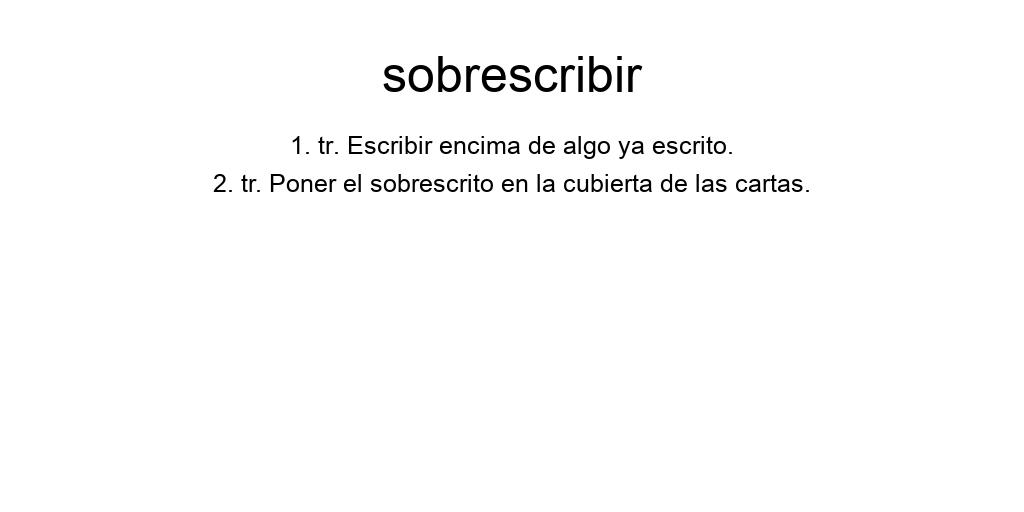 sobrescribir
1. tr. Escribir encima de algo ya escrito.
2. tr. Poner el sobrescrito en la cubierta de las cartas.